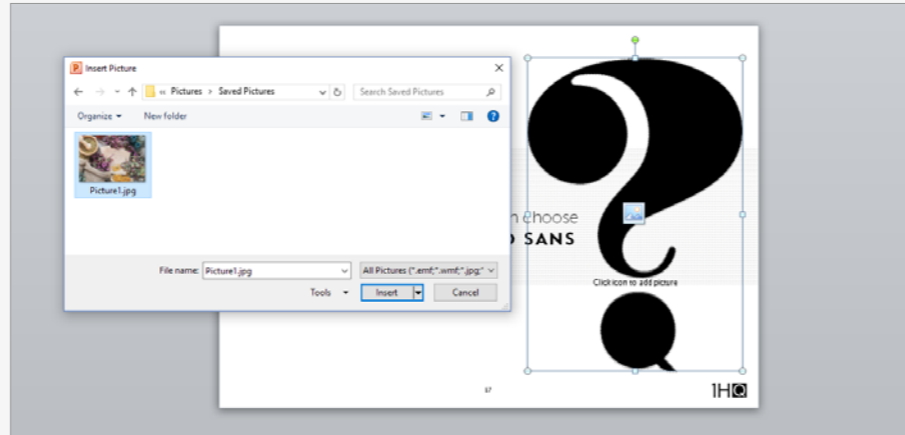 Insert Picture
« Pictures > Saved Pictures
Search Saved Pictures
Organize
New folder
Picture1.jpg
File name: Picture1.jpg
All Pictures (*.emf;*.wmf;*.jpg;*
Tools
Insert
Cancel
choose
SANS
Click icon to add picture
17
1HQ